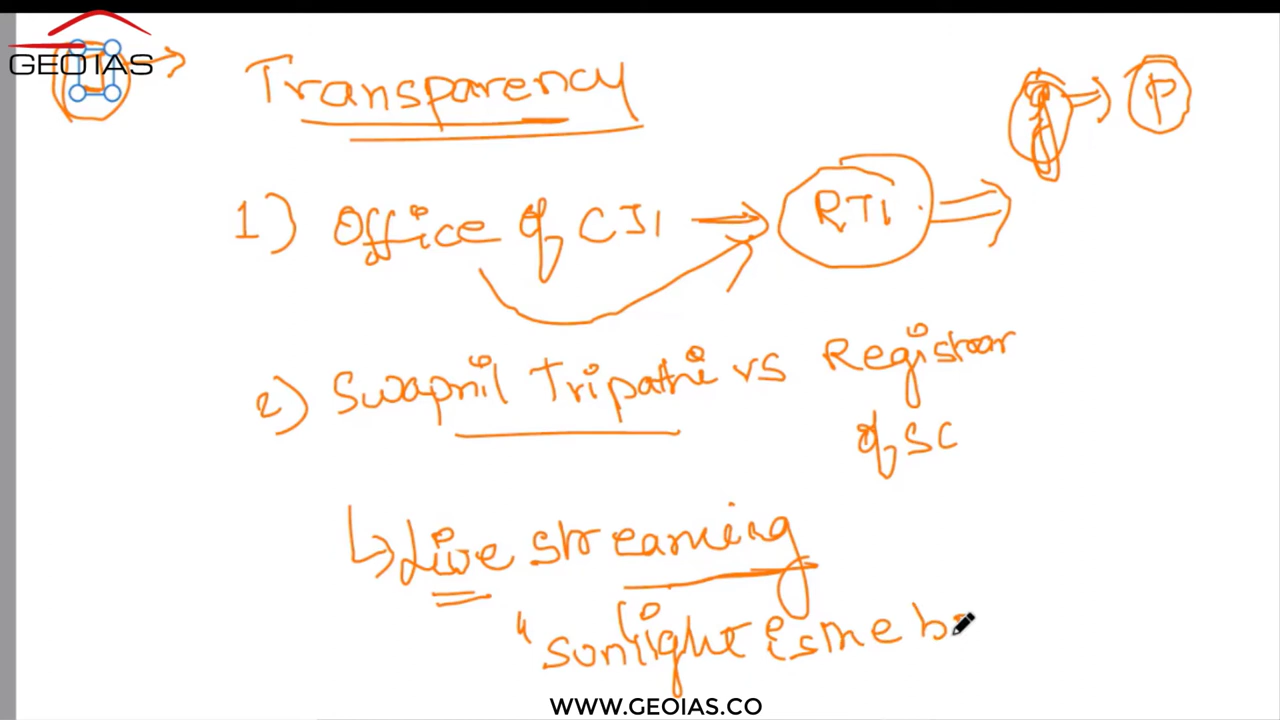 GEOIAS
Transparency
P
1) Office of CJI → RTI
2) Swapnil Tripathi vs Registrar
of SC
↳ Live streaming
"sunlight is the b
WWW.GEOIAS.CO